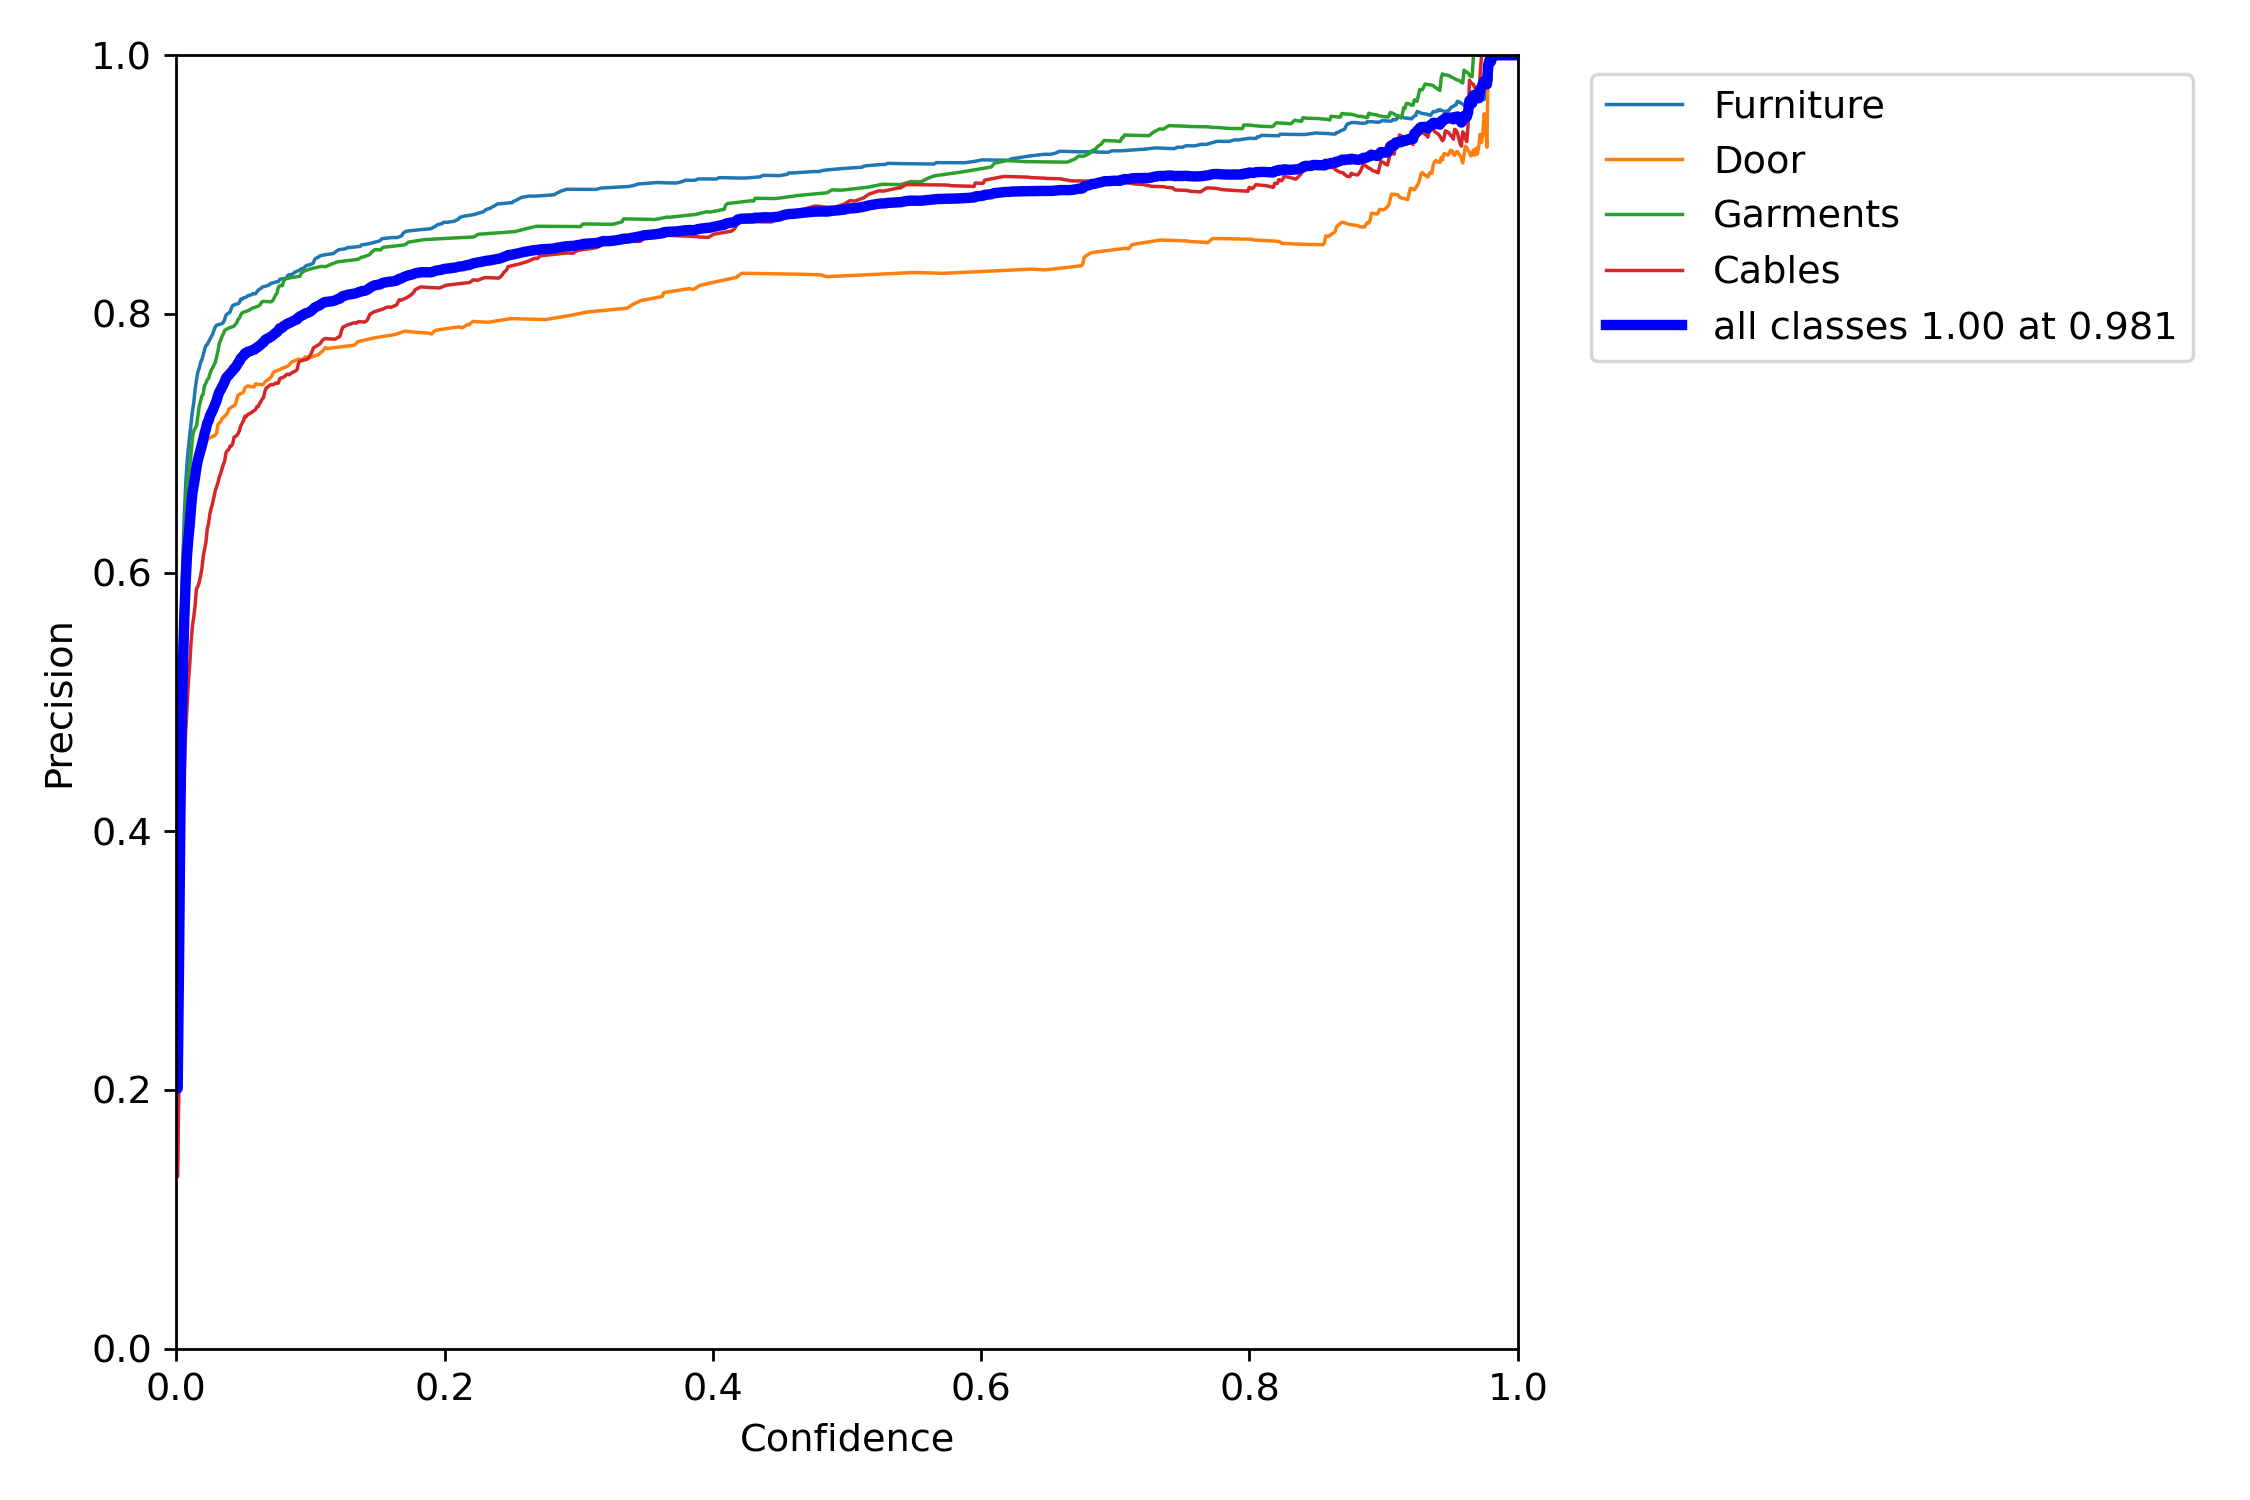 1.0
0.8
0.6
0.4
0.2
0.0
Precision
0.0 0.2 0.4 0.6 0.8 1.0
Confidence
Furniture
Door
Garments
Cables
all classes 1.00 at 0.981